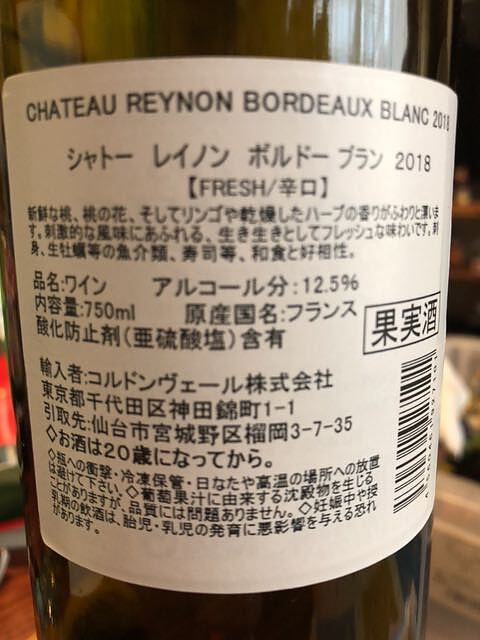 CHATEAU REYNON BORDEAUX BLANC 2018
シャトー レイノン ボルドー ブラン 2018
【FRESH/辛口】
新鮮な桃、桃の花、そしてリンゴや乾燥したハーブの香りがふわりと漂いま
す。刺激的な風味にあふれる、生き生きとしてフレッシュな味わいです。刺
身、生牡蠣等の魚介類、寿司等、和食と好相性。
品名:ワイン アルコール分:12.5%
内容量:750ml 原産国名:フランス
酸化防止剤(亜硫酸塩)含有
果実酒
輸入者:コルドンヴェール株式会社
東京都千代田区神田錦町1-1
引取先:仙台市宮城野区榴岡3-7-35
◇お酒は20歳になってから。
◇瓶への衝撃・冷凍保管・日なたや高温の場所への放置
は避けて下さい。◇葡萄果汁に由来する沈殿物を生じる
ことがありますが、品質には問題ありません。◇妊娠中や授
乳期の飲酒は、胎児・乳児の発育に悪影響を与える恐れ
があります。